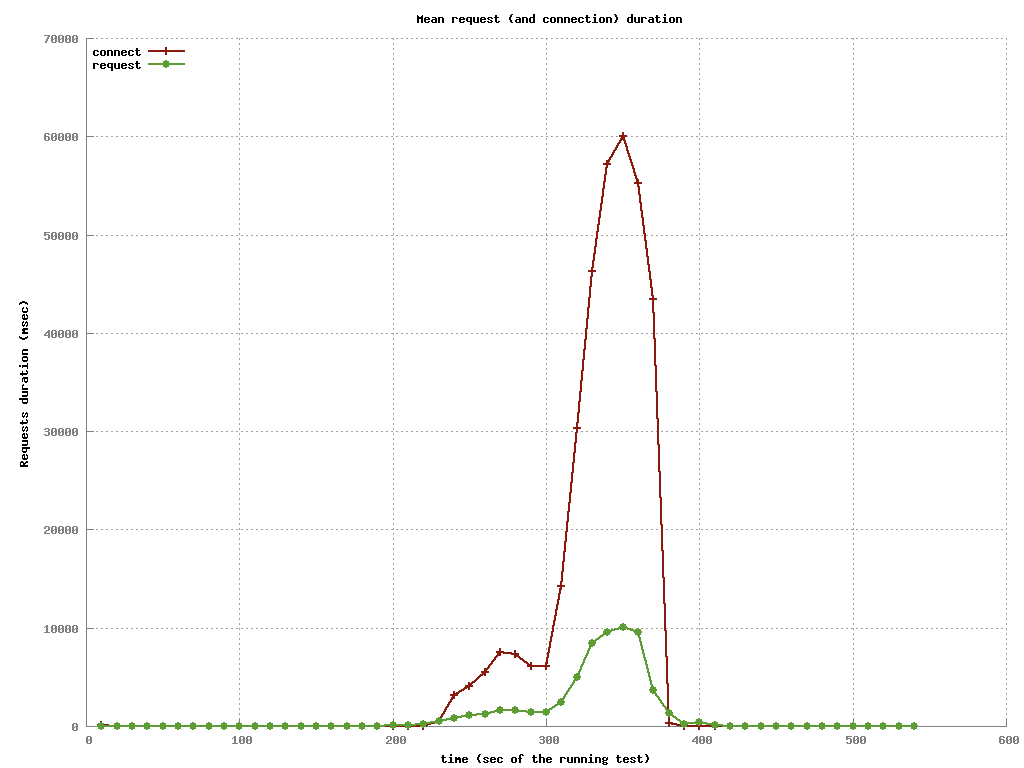 Mean request (and connection) duration
70000
connect
request
60000
50000
40000
30000
20000
10000
0
Requests duration (msec)
0 100 200 300 400 500 600
time (sec of the running test)